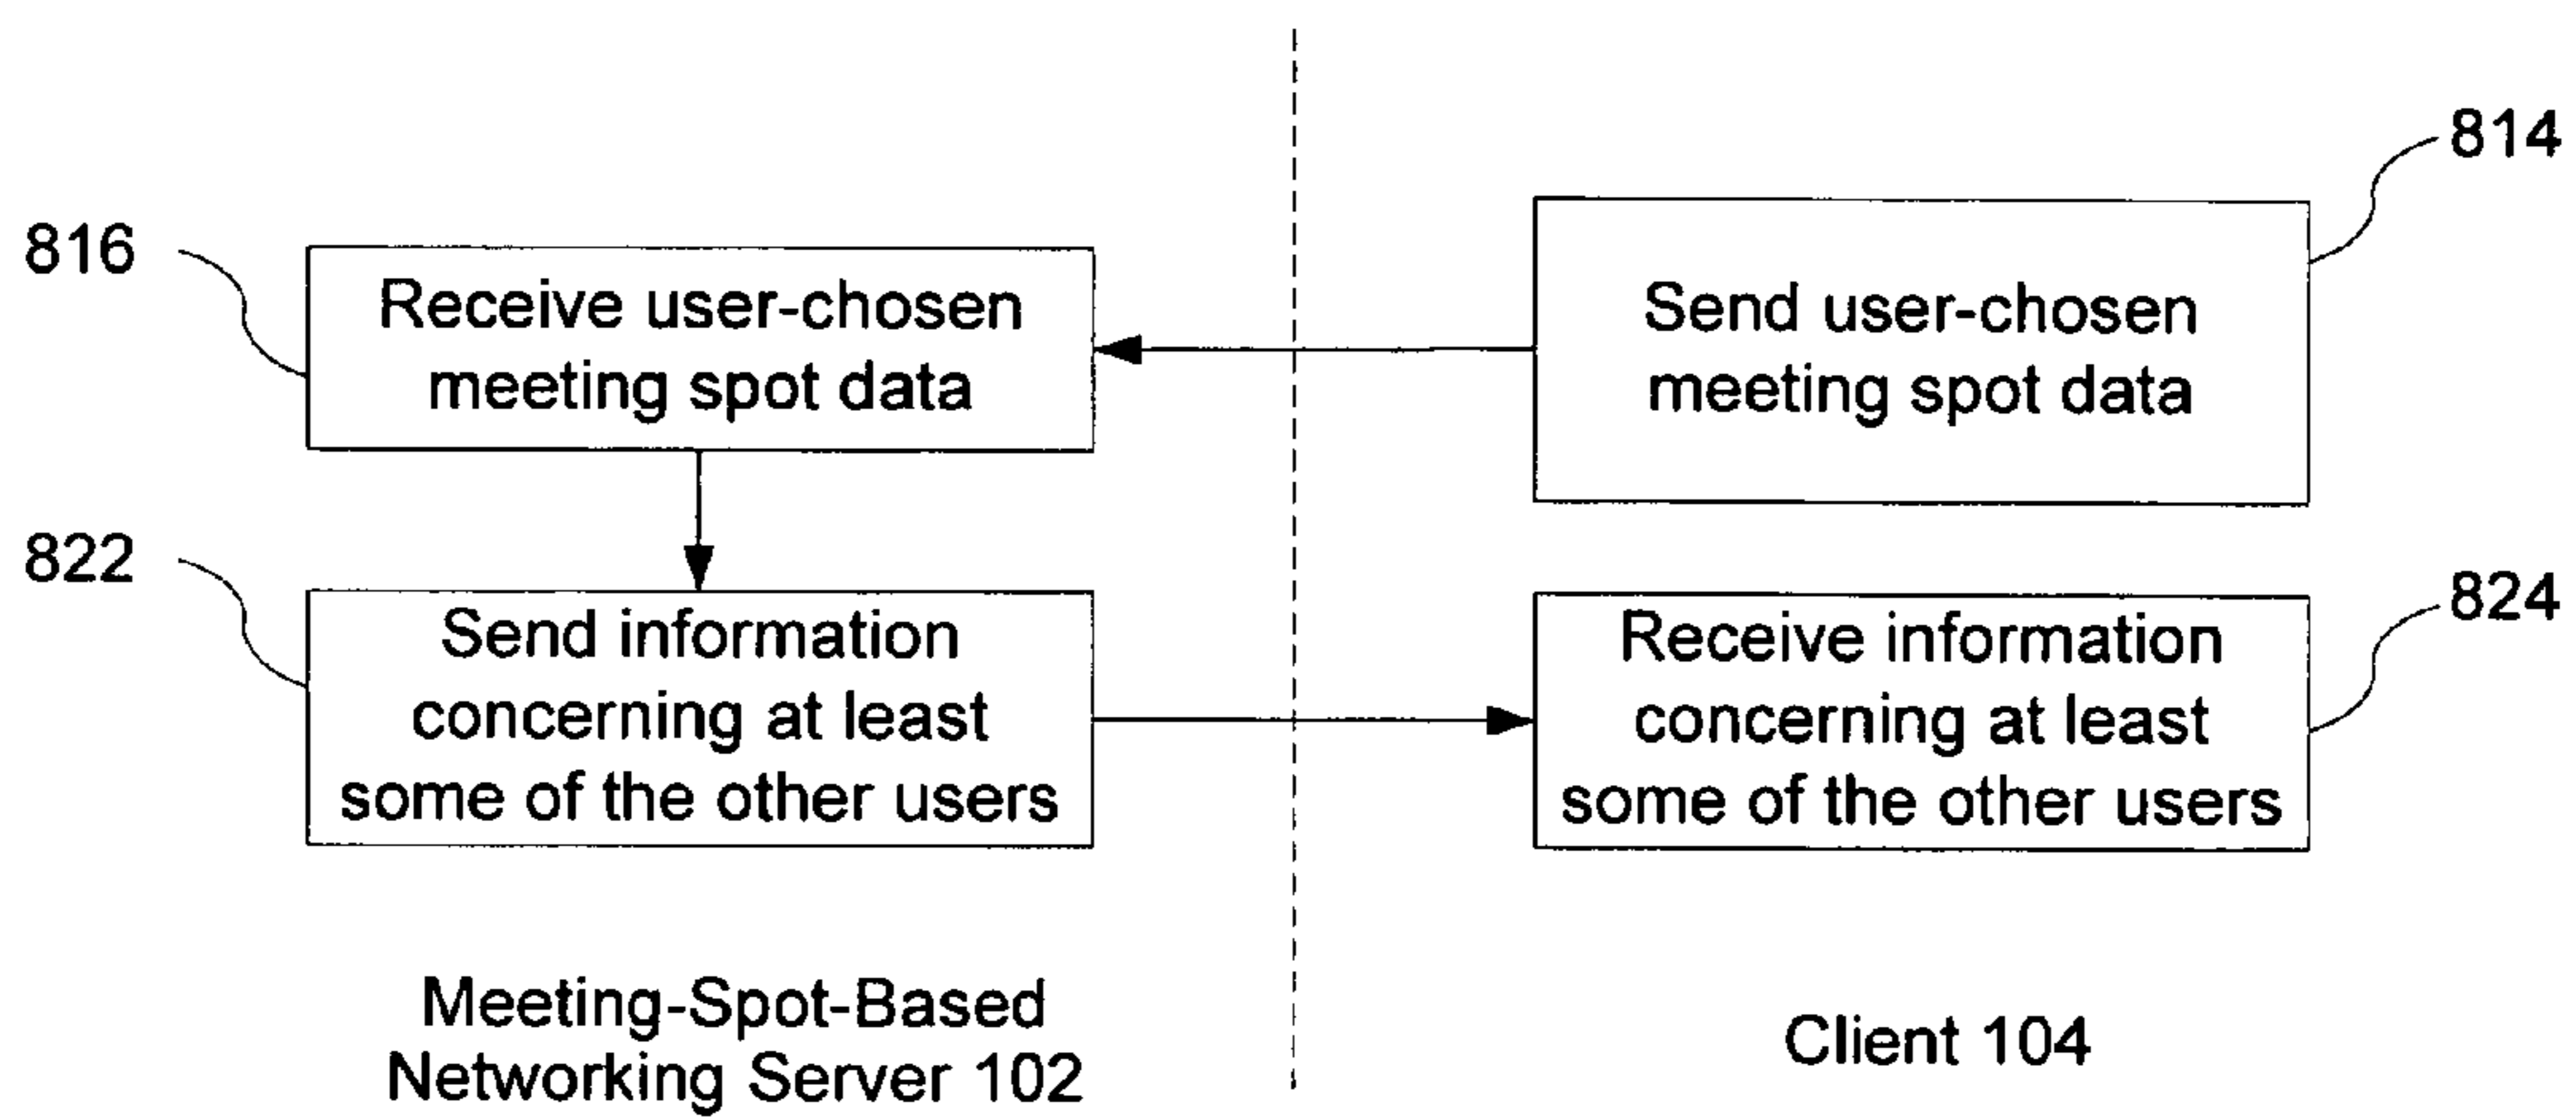 814
816
Receive user-chosen
meeting spot data
Send user-chosen
meeting spot data
822
Send information
concerning at least
some of the other users
824
Receive information
concerning at least
some of the other users
Meeting-Spot-Based
Networking Server 102
Client 104